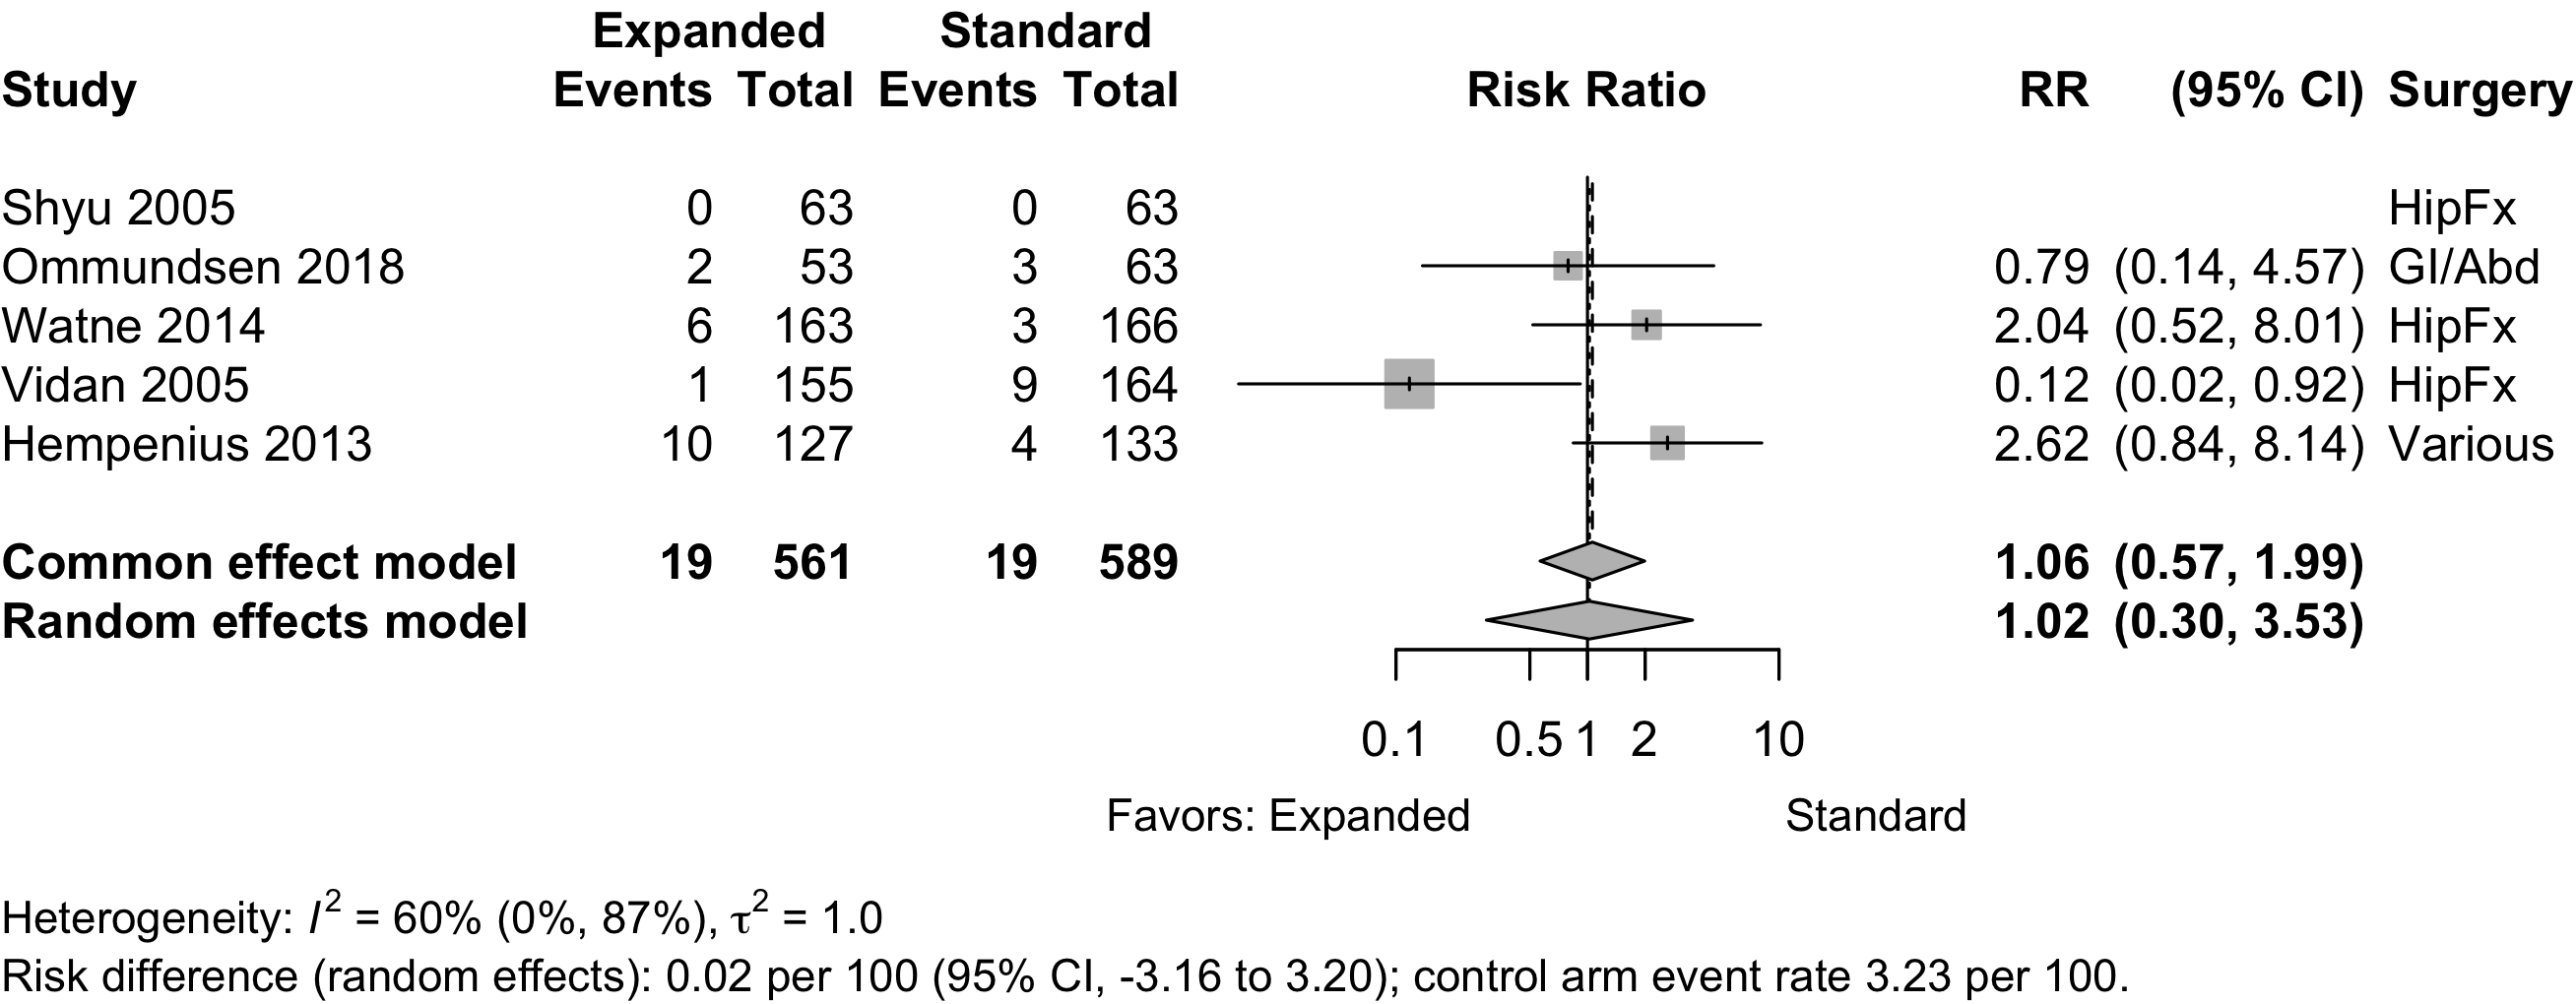 Expanded Standard
Study Events Total Events Total Risk Ratio RR (95% CI) Surgery
Shyu 2005 0 63 0 63 HipFx
Ommundsen 2018 2 53 3 63 0.79 (0.14, 4.57) GI/Abd
Watne 2014 6 163 3 166 2.04 (0.52, 8.01) HipFx
Vidan 2005 1 155 9 164 0.12 (0.02, 0.92) HipFx
Hempenius 2013 10 127 4 133 2.62 (0.84, 8.14) Various
Common effect model 19 561 19 589 1.06 (0.57, 1.99)
Random effects model 1.02 (0.30, 3.53)
0.1 0.5 1 2 10
Favors: Expanded Standard
Heterogeneity: I² = 60% (0%, 87%), τ² = 1.0
Risk difference (random effects): 0.02 per 100 (95% CI, -3.16 to 3.20); control arm event rate 3.23 per 100.